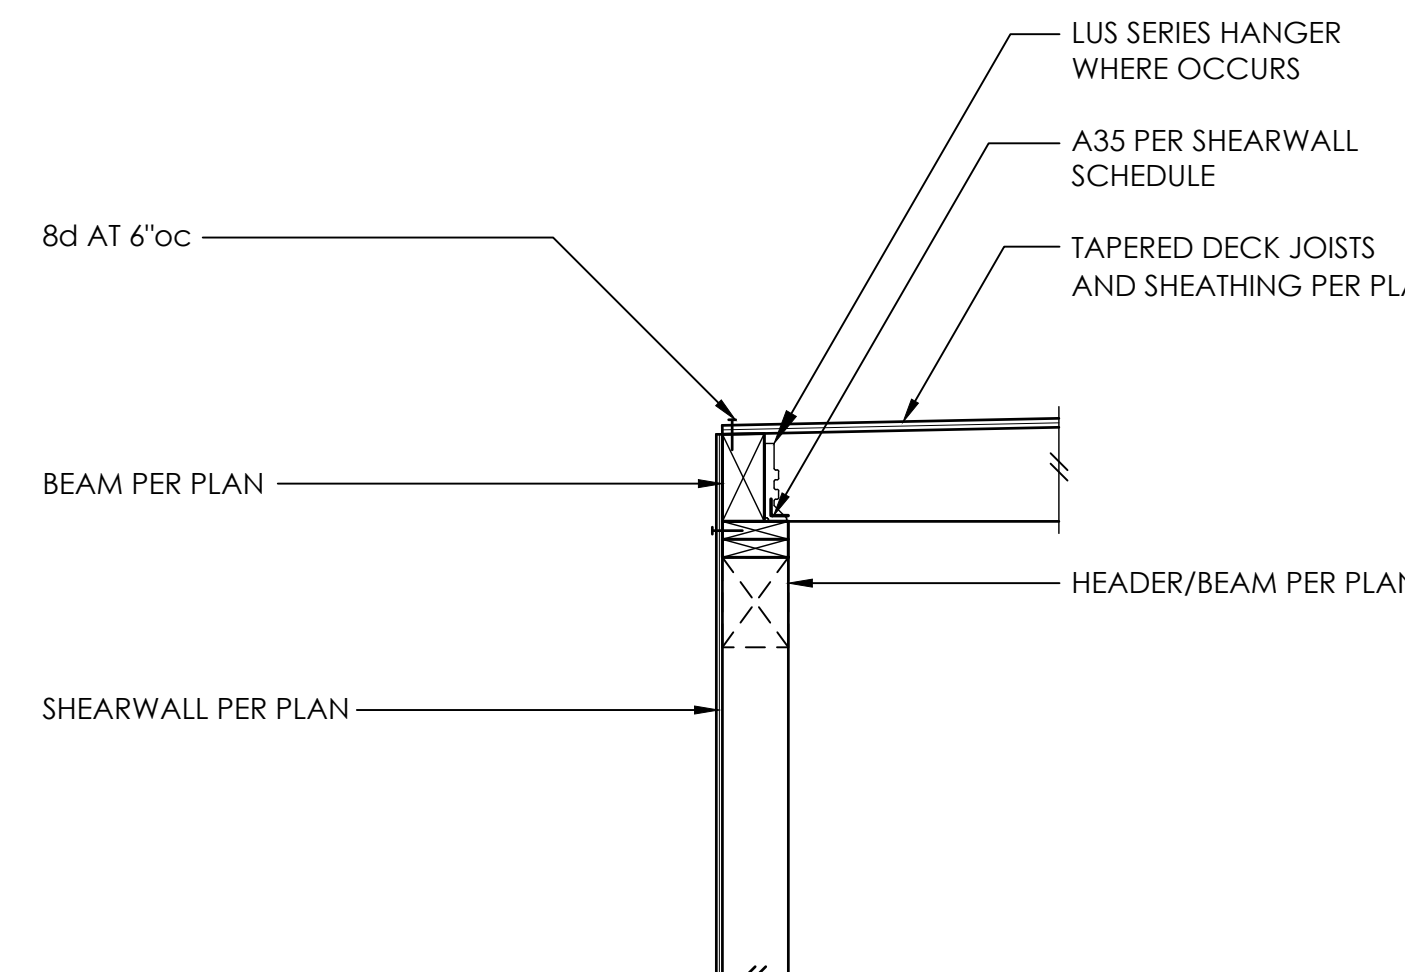 LUS SERIES HANGER
WHERE OCCURS
A35 PER SHEARWALL
SCHEDULE
8d AT 6"oc
TAPERED DECK JOISTS
AND SHEATHING PER
BEAM PER PLAN
HEADER/BEAM PER PLAN
SHEARWALL PER PLAN